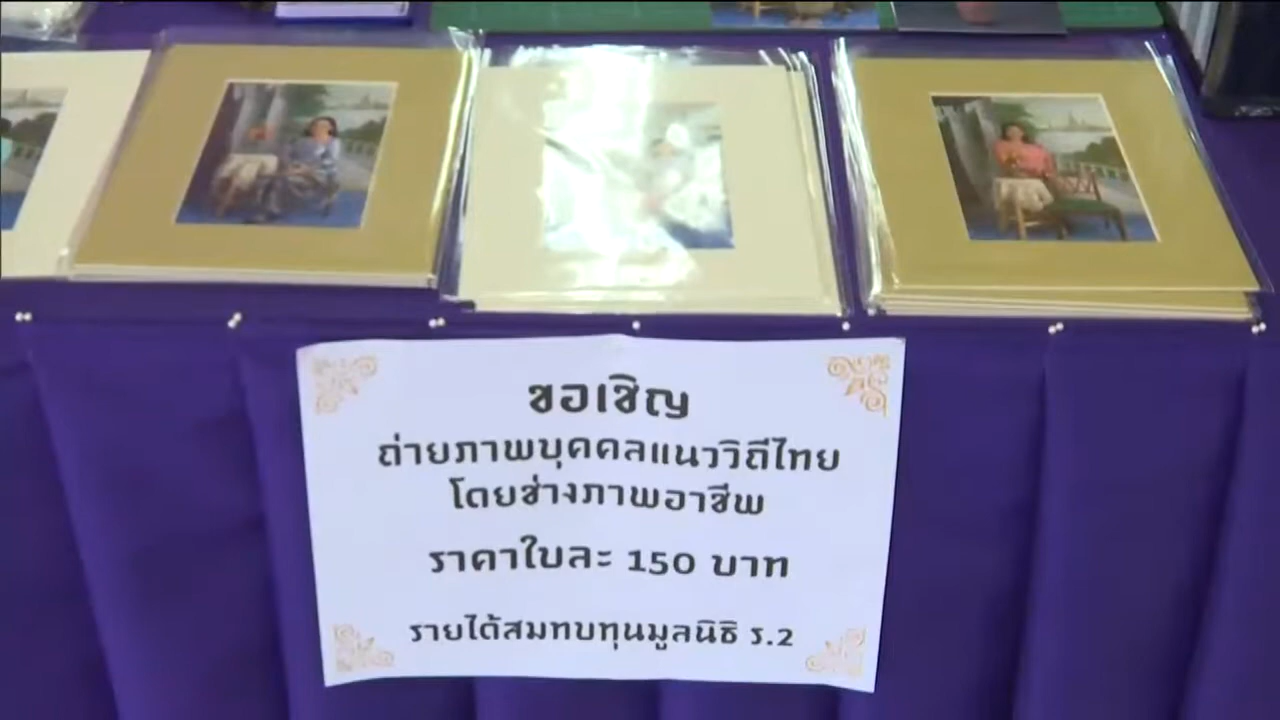 ขอเชิญ
ถ่ายภาพบุคคลแนววิถีไทย
โดยช่างภาพอาชีพ
ราคาใบละ 150 บาท
รายได้สมทบทุนมูลนิธิ ร.2